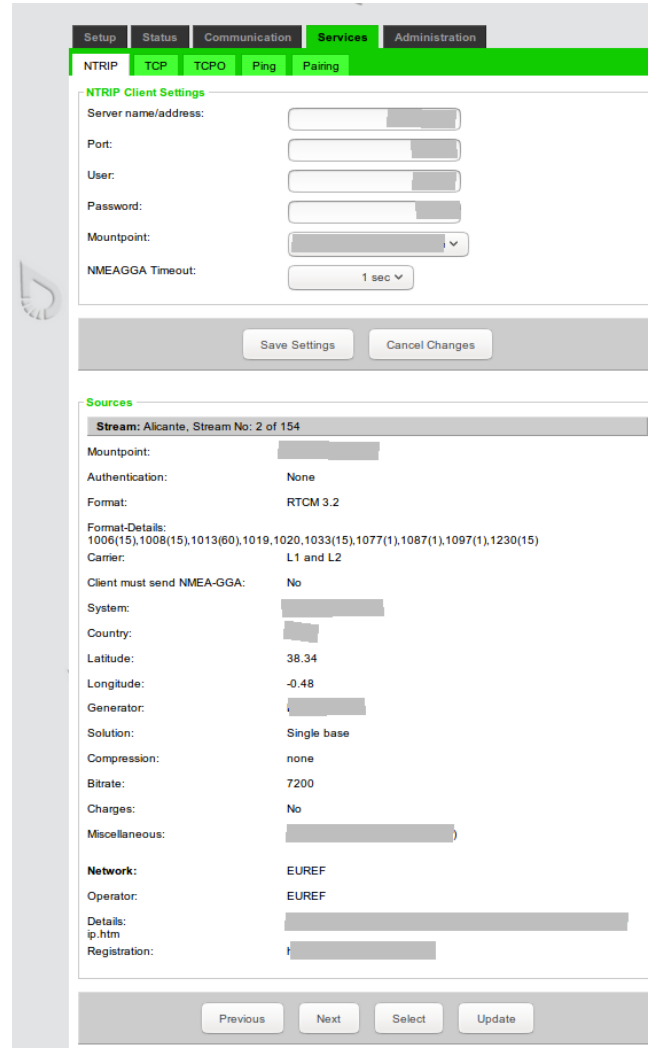 Setup Status Communication Services Administration
NTRIP TCP TCPO Ping Pairing
NTRIP Client Settings
Server name/address:
Port:
User:
Password:
Mountpoint:
NMEAGGA Timeout: 1 sec
Save Settings Cancel Changes
Sources
Stream: Alicante, Stream No: 2 of 154
Mountpoint:
Authentication: None
Format: RTCM 3.2
Format-Details:
1006(15),1008(15),1013(60),1019,1020,1033(15),1077(1),1087(1),1097(1),1230(15)
Carrier: L1 and L2
Client must send NMEA-GGA: No
System:
Country:
Latitude: 38.34
Longitude: -0.48
Generator:
Solution: Single base
Compression: none
Bitrate: 7200
Charges: No
Miscellaneous: )
Network: EUREF
Operator: EUREF
Details:
ip.htm
Registration:
Previous Next Select Update